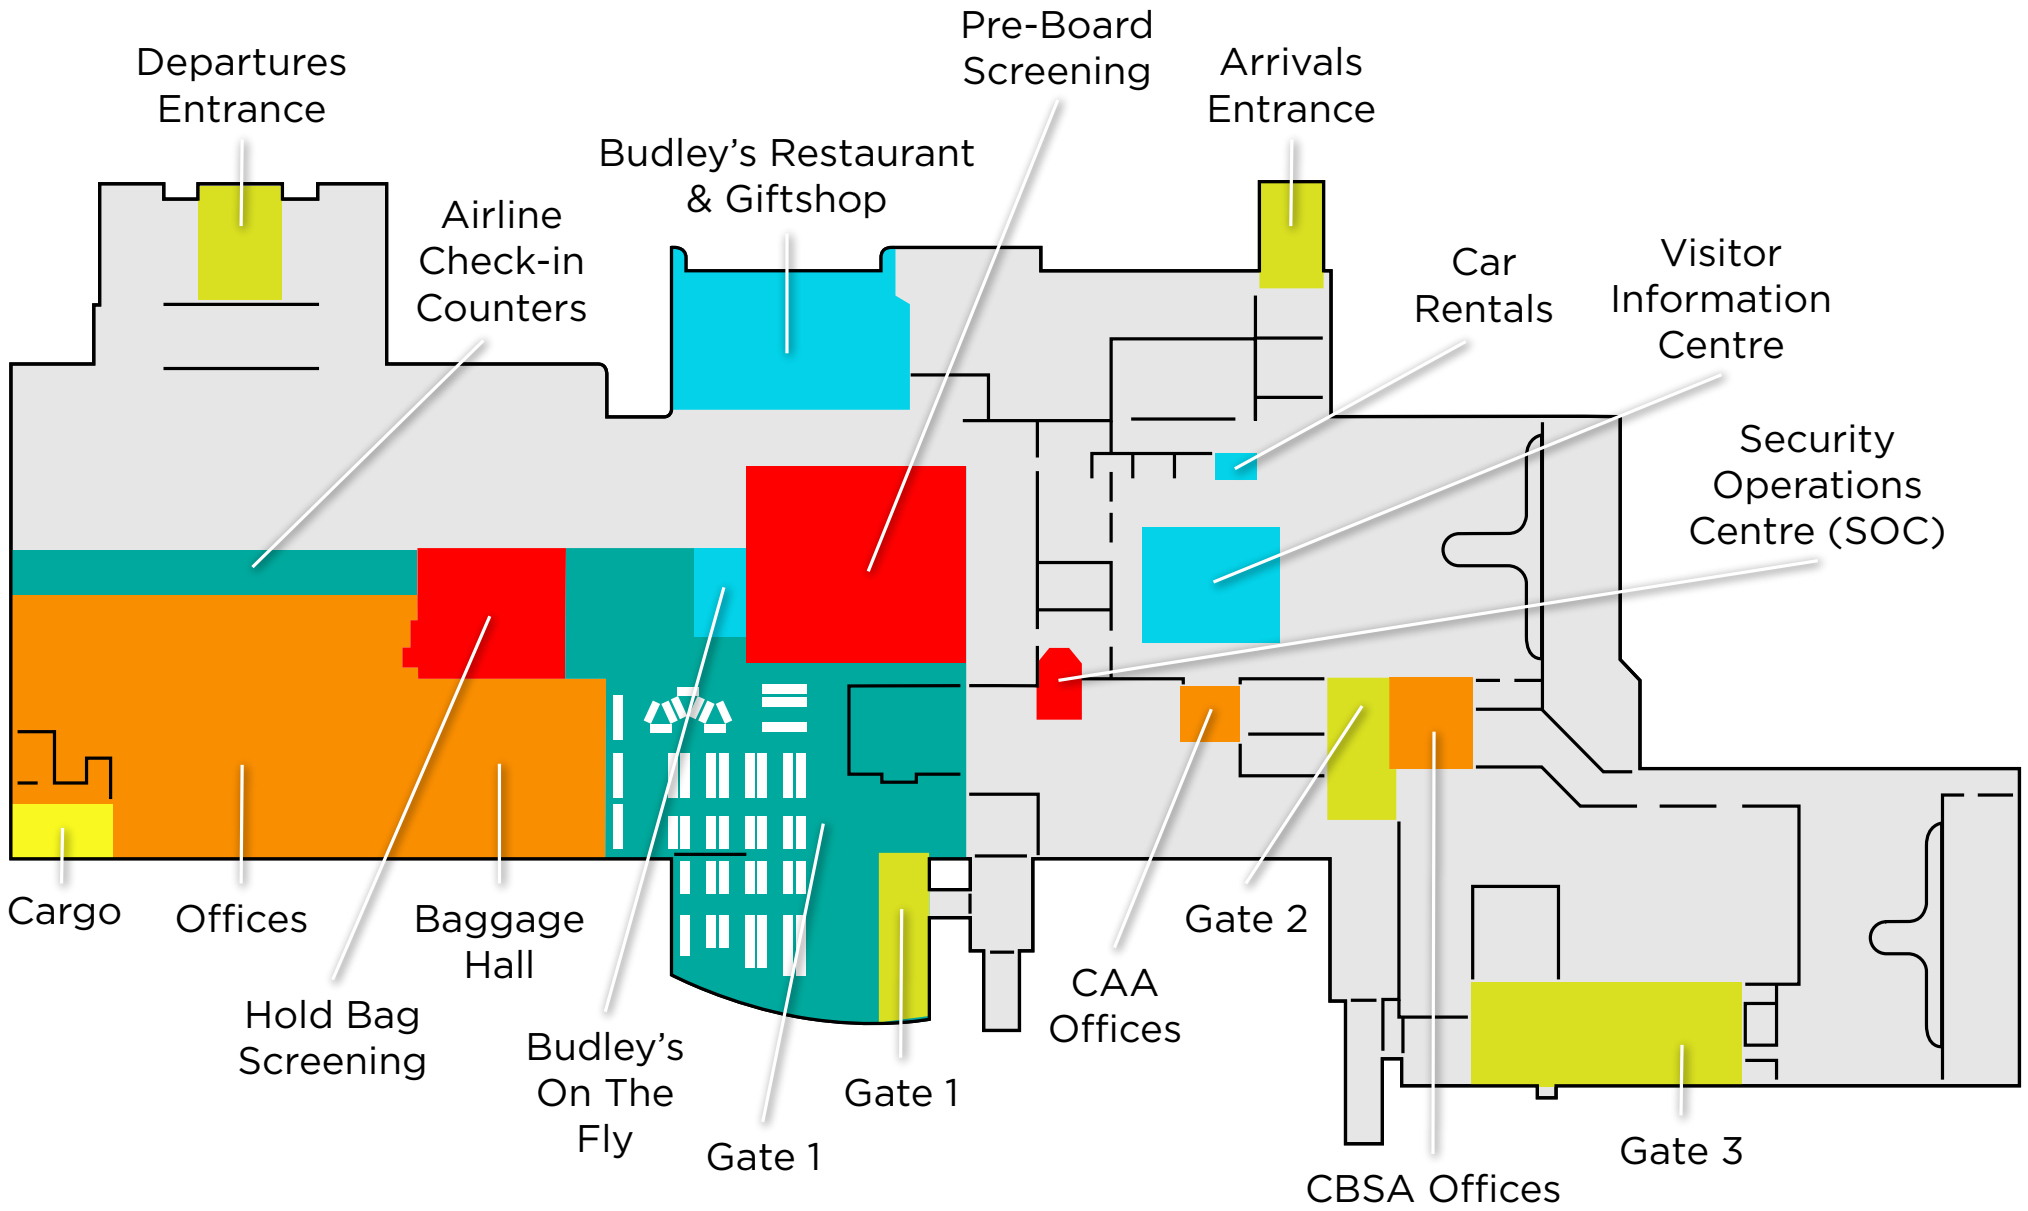 Pre-Board
Screening
Departures
Entrance
Arrivals
Entrance
Budley’s Restaurant
& Giftshop
Airline
Check-in
Counters
Car
Rentals
Visitor
Information
Centre
Security
Operations
Centre (SOC)
Cargo
Offices
Baggage
Hall
Gate 2
Hold Bag
Screening
CAA
Offices
Budley’s
On The
Fly
Gate 1
Gate 1
Gate 3
CBSA Offices